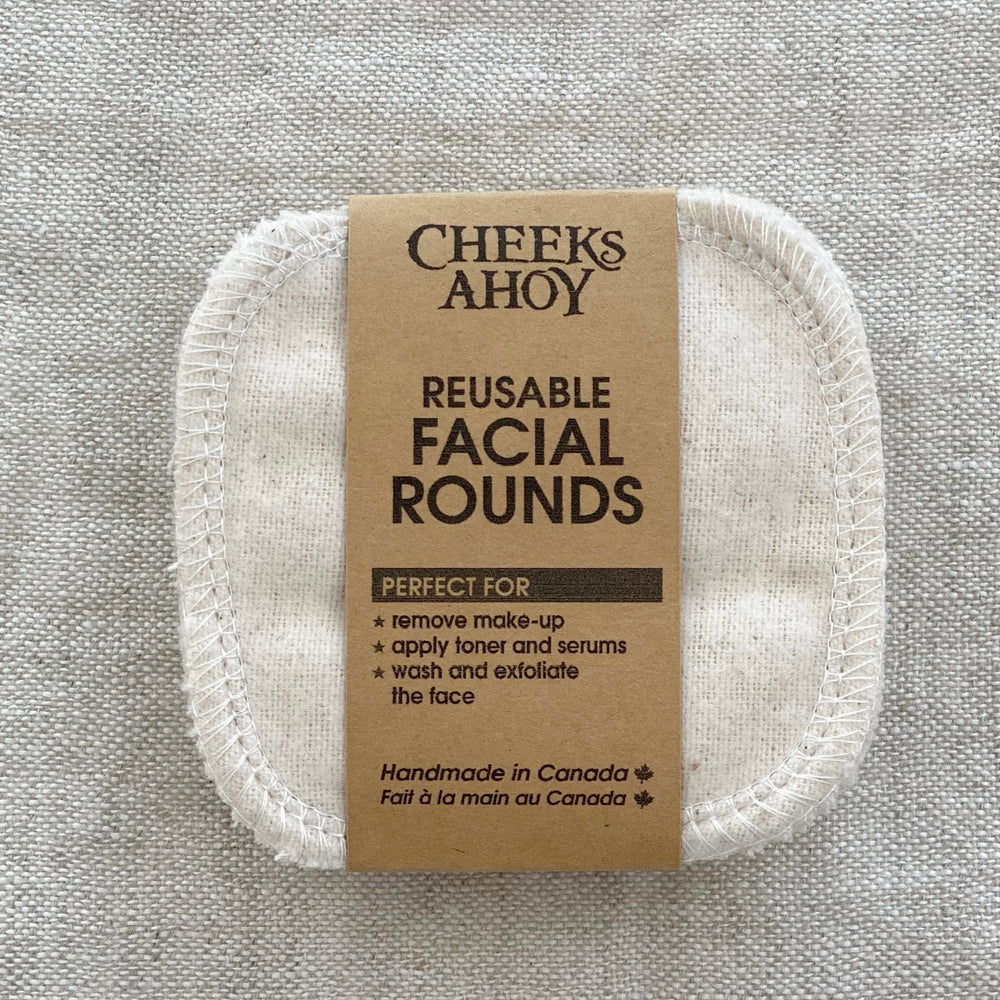 CHEEKS
AHOY
REUSABLE
FACIAL
ROUNDS
PERFECT FOR
★ remove make-up
★ apply toner and serums
★ wash and exfoliate
the face
Handmade in Canada
Fait à la main au Canada